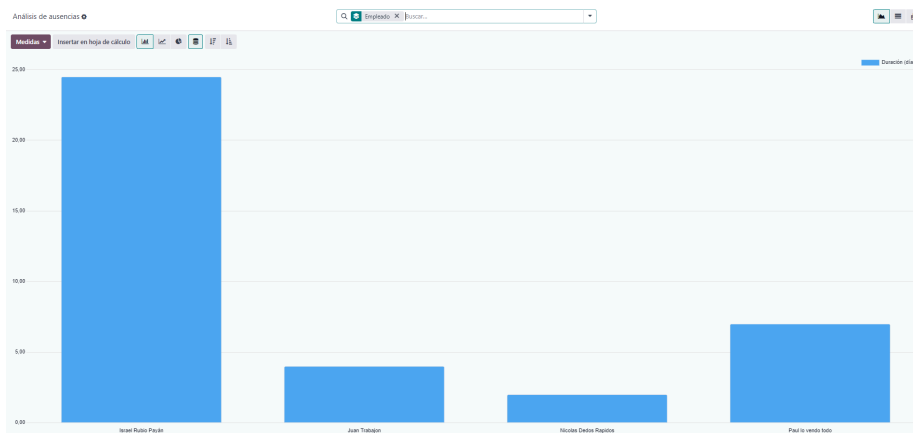 Análisis de ausencias
Empleado × Buscar...
Medidas Insertar en hoja de cálculo
Duración (día
25,00
20,00
15,00
10,00
5,00
0,00
Israel Rubio Payán Juan Trabajon Nicolas Dedos Rapidos Paul lo vendo todo